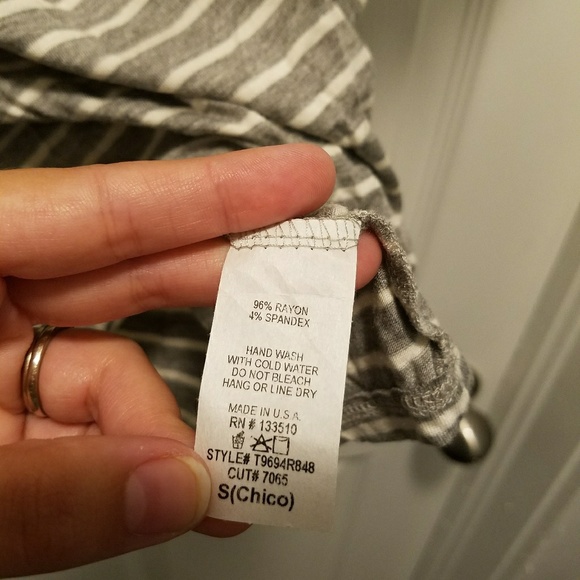 96% RAYON
4% SPANDEX
HAND WASH
WITH COLD WATER
DO NOT BLEACH
HANG OR LINE DRY
MADE IN U.S.A.
RN # 133510
STYLE# T9694R848
CUT# 7065
S(Chico)